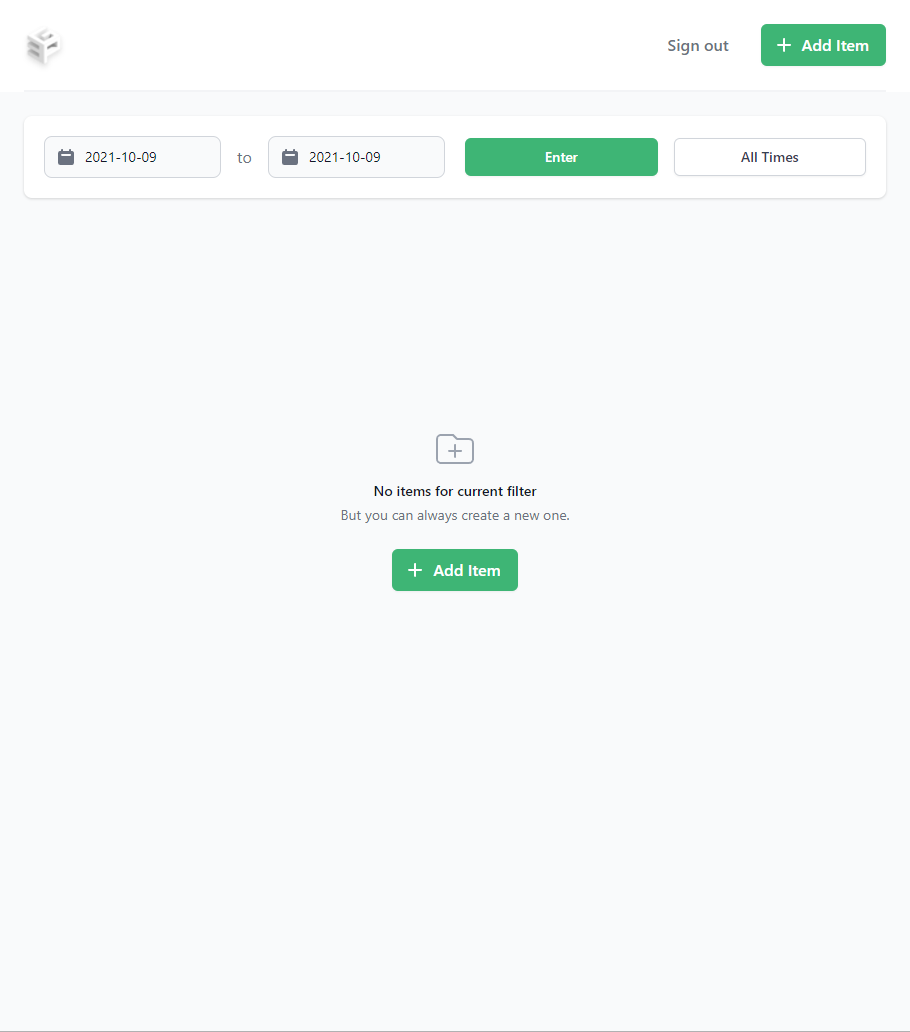 Sign out
Add Item
2021-10-09 to 2021-10-09 Enter All Times
No items for current filter
But you can always create a new one.
Add Item